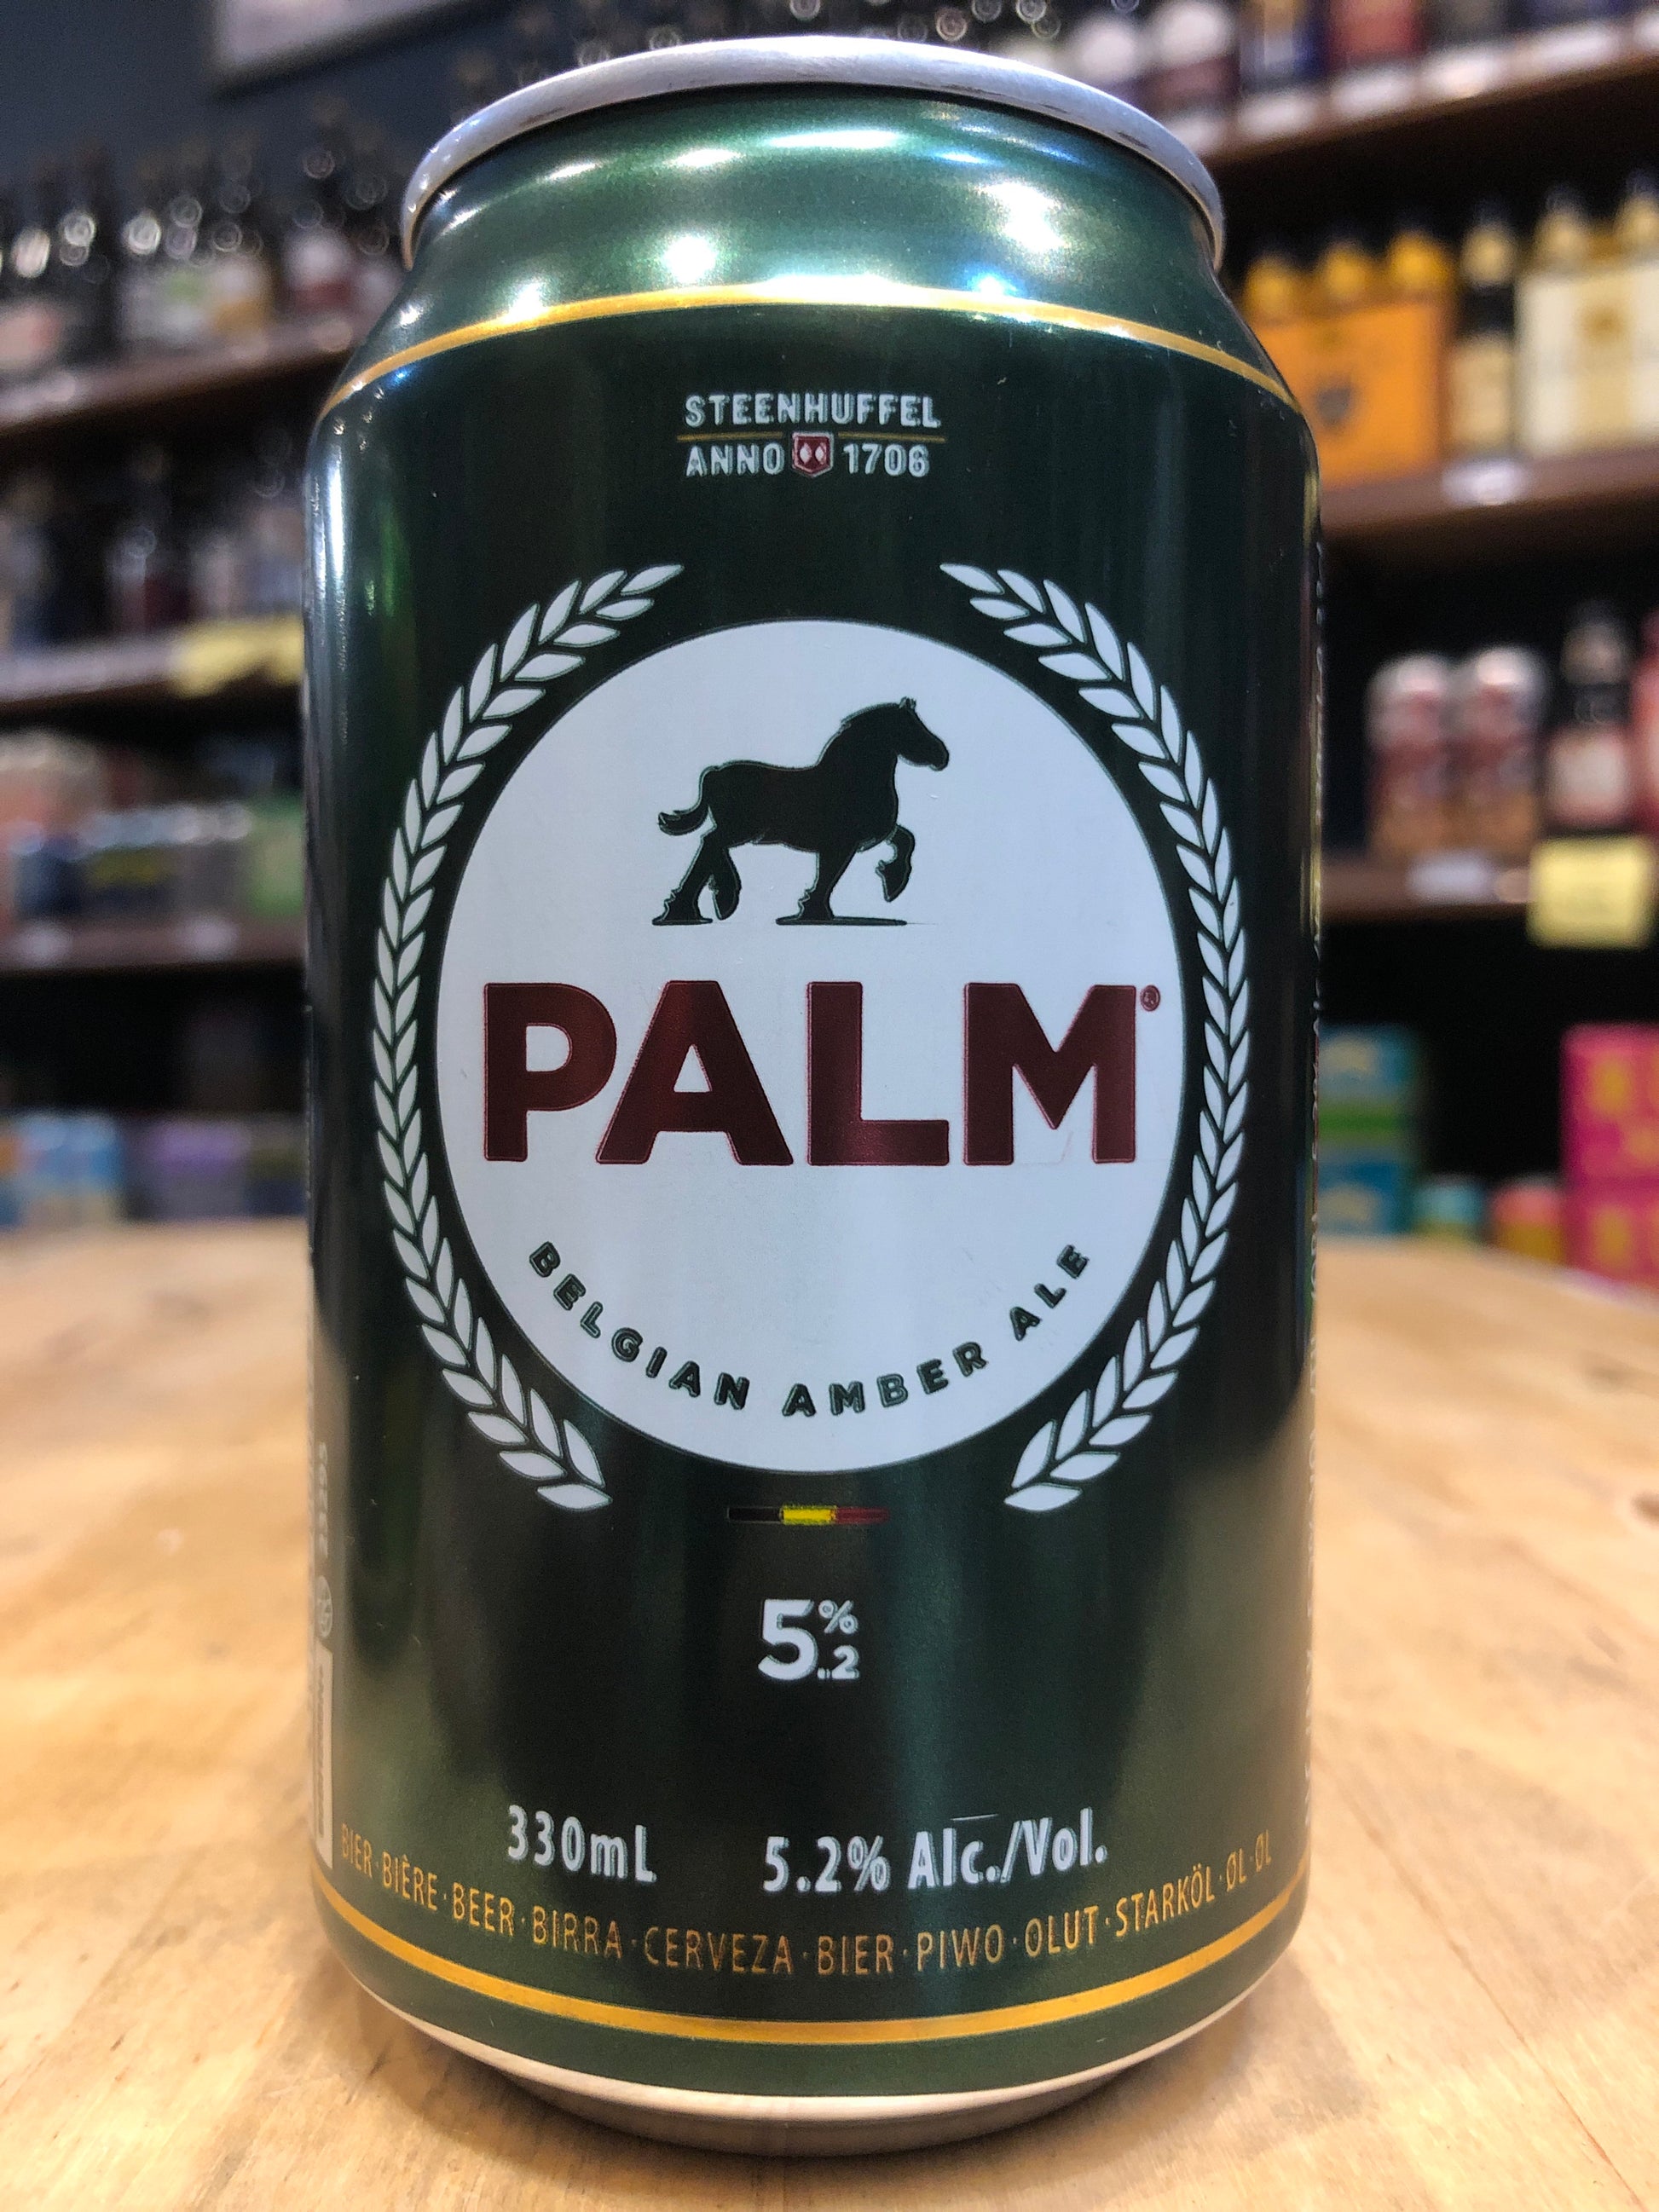 STEENHUFFEL
ANNO 1706
PALM®
BELGIAN AMBER ALE
5.2%
330mL 5.2% Alc./Vol.
BIER·BIÈRE·BEER·BIRRA·CERVEZA·BIER·PIWO·OLUT·STARKÖL·ØL·ØL